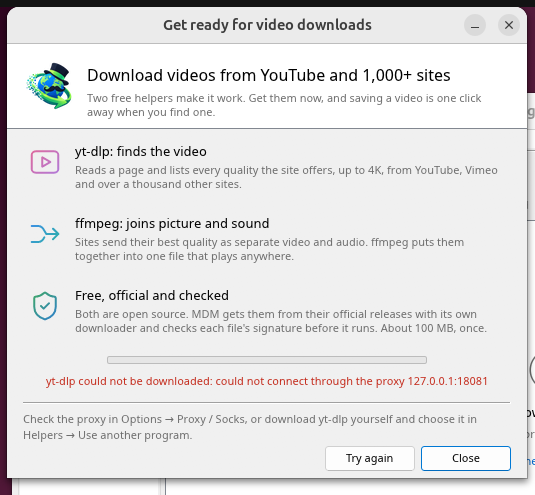 Get ready for video downloads
Download videos from YouTube and 1,000+ sites
Two free helpers make it work. Get them now, and saving a video is one click
away when you find one.
yt-dlp: finds the video
Reads a page and lists every quality the site offers, up to 4K, from YouTube, Vimeo
and over a thousand other sites.
ffmpeg: joins picture and sound
Sites send their best quality as separate video and audio. ffmpeg puts them
together into one file that plays anywhere.
Free, official and checked
Both are open source. MDM gets them from their official releases with its own
downloader and checks each file's signature before it runs. About 100 MB, once.
yt-dlp could not be downloaded: could not connect through the proxy 127.0.0.1:18081
Check the proxy in Options → Proxy / Socks, or download yt-dlp yourself and choose it in
Helpers → Use another program.
Try again
Close